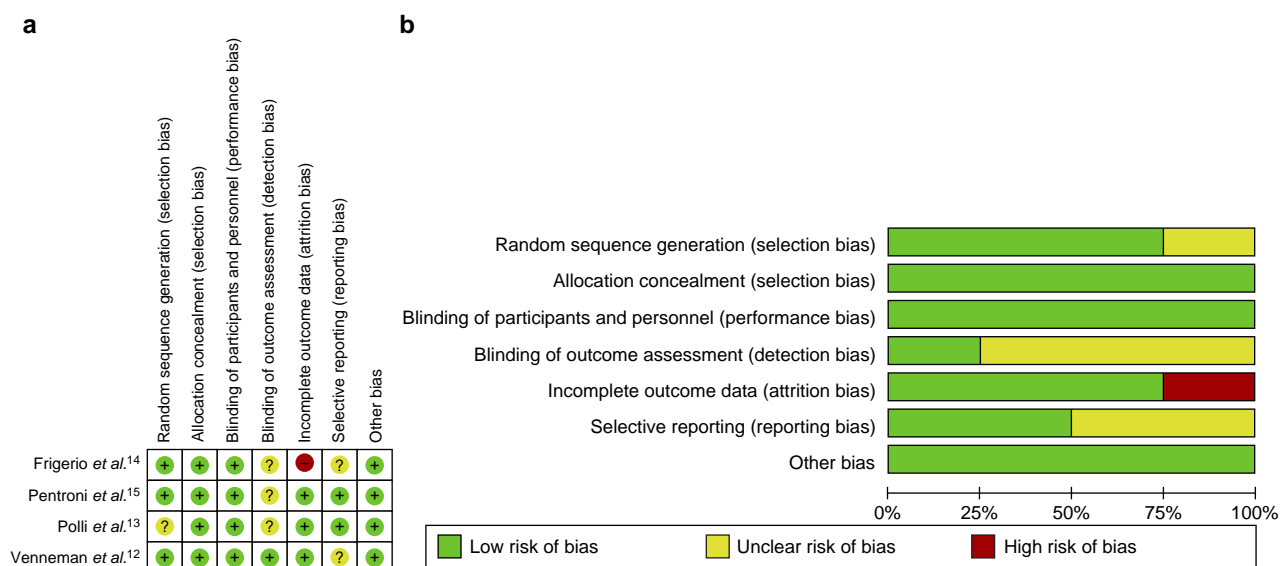 a
b
Random sequence generation (selection bias)
Allocation concealment (selection bias)
Blinding of participants and personnel (performance bias)
Blinding of outcome assessment (detection bias)
Incomplete outcome data (attrition bias)
Selective reporting (reporting bias)
Other bias
Frigerio et al.14 + + + ? − ? +
Pentroni et al.15 + + + ? + + +
Polli et al.13 ? + + ? + + +
Venneman et al.12 + + + + + ? +
Random sequence generation (selection bias)
Allocation concealment (selection bias)
Blinding of participants and personnel (performance bias)
Blinding of outcome assessment (detection bias)
Incomplete outcome data (attrition bias)
Selective reporting (reporting bias)
Other bias
0% 25% 50% 75% 100%
Low risk of bias Unclear risk of bias High risk of bias